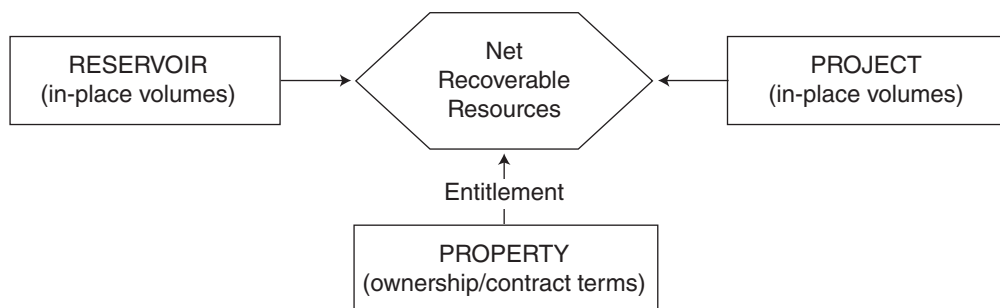 RESERVOIR
(in-place volumes)
Net
Recoverable
Resources
PROJECT
(in-place volumes)
Entitlement
PROPERTY
(ownership/contract terms)